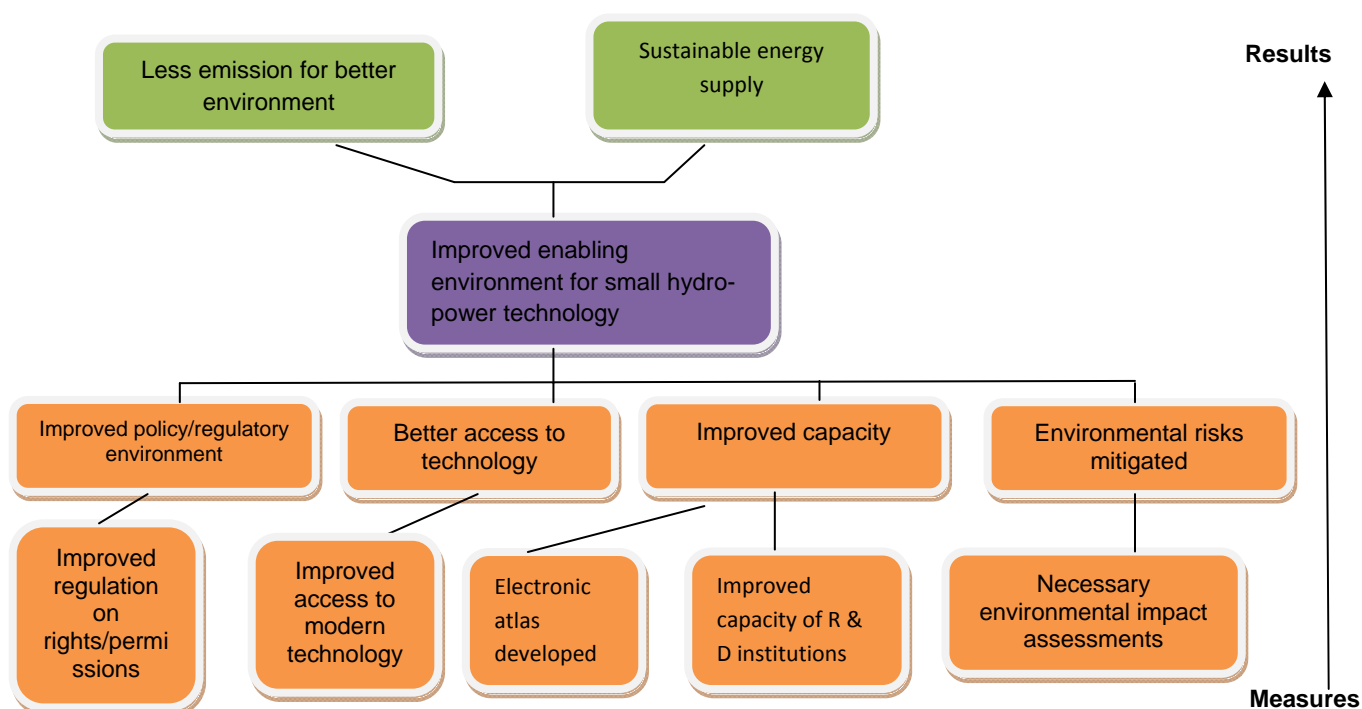 Less emission for better
environment
Sustainable energy
supply
Results
Improved enabling
environment for small hydro-
power technology
Improved policy/regulatory
environment
Better access to
technology
Improved capacity
Environmental risks
mitigated
Improved
regulation
on
rights/permi
ssions
Improved
access to
modern
technology
Electronic
atlas
developed
Improved
capacity of R &
D institutions
Necessary
environmental impact
assessments
Measures